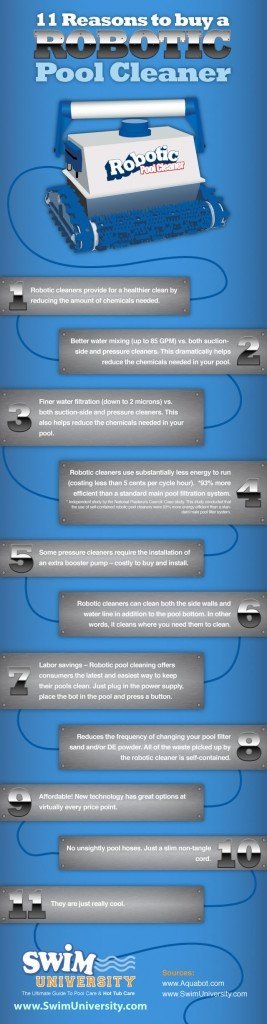 11 Reasons to buy a
ROBOTIC
Pool Cleaner
Robotic
Pool Cleaner
1
Robotic cleaners provide for a healthier clean by
reducing the amount of chemicals needed.
Better water mixing (up to 85 GPM) vs. both suction-
side and pressure cleaners. This dramatically helps
reduce the chemicals needed in your pool.
2
3
Finer water filtration (down to 2 microns) vs.
both suction-side and pressure cleaners. This
also helps reduce the chemicals needed in your
pool.
Robotic cleaners use substantially less energy to run
(costing less than 5 cents per cycle hour). *93% more
efficient than a standard main pool filtration system.
* Independent study by the National Plasterer's Council. Case study. This study concluded that
the use of self-contained robotic pool cleaners were 93% more energy efficient than a stan-
dard main pool filter system.
4
5
Some pressure cleaners require the installation of
an extra booster pump – costly to buy and install.
Robotic cleaners can clean both the side walls and
water line in addition to the pool bottom. In other
words, it cleans where you need them to clean.
6
7
Labor savings – Robotic pool cleaning offers
consumers the latest and easiest way to keep
their pools clean. Just plug in the power supply,
place the bot in the pool and press a button.
Reduces the frequency of changing your pool filter
sand and/or DE powder. All of the waste picked up by
the robotic cleaner is self-contained.
8
9
Affordable! New technology has great options at
virtually every price point.
No unsightly pool hoses. Just a slim non-tangle
cord.
10
11
They are just really cool.
SWIM
UNIVERSITY
The Ultimate Guide To Pool Care & Hot Tub Care
www.SwimUniversity.com
Sources:
www.Aquabot.com
www.SwimUniversity.com